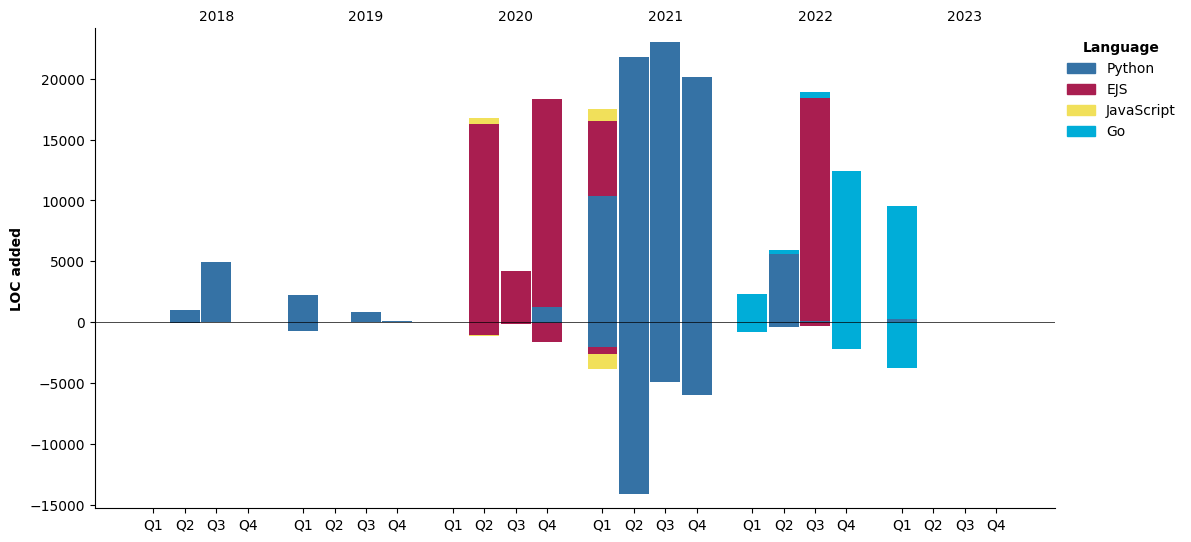 2018 2019 2020 2021 2022 2023
Language
Python
EJS
JavaScript
Go
LOC added
20000
15000
10000
5000
0
−5000
−10000
−15000
Q1 Q2 Q3 Q4 Q1 Q2 Q3 Q4 Q1 Q2 Q3 Q4 Q1 Q2 Q3 Q4 Q1 Q2 Q3 Q4 Q1 Q2 Q3 Q4